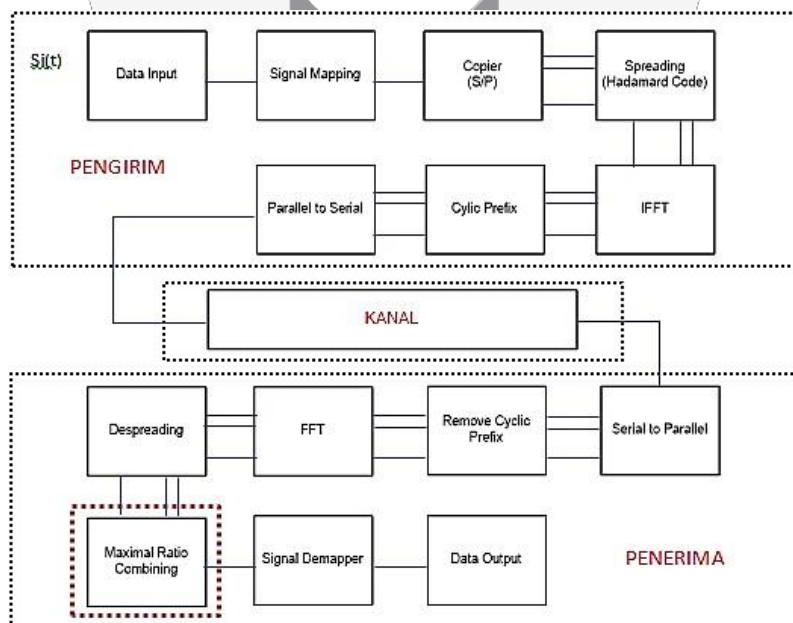 Si(t)
Data Input
Signal Mapping
Copier
(S/P)
Spreading
(Hadamard Code)
PENGIRIM
Parallel to Serial
Cylic Prefix
IFFT
KANAL
Despreading
FFT
Remove Cyclic
Prefix
Serial to Parallel
Maximal Ratio
Combining
Signal Demapper
Data Output
PENERIMA